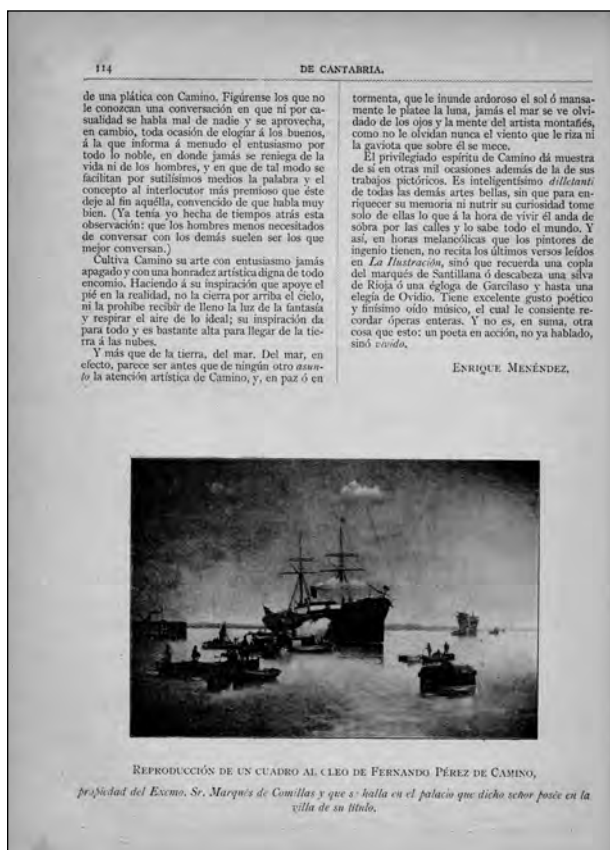 114
DE CANTABRIA.
de una plática con Camino. Figúrense los que no
le conozcan una conversación en que ni por ca-
sualidad se habla mal de nadie y se aprovecha,
en cambio, toda ocasión de elogiar á los buenos,
á la que informa á menudo el entusiasmo por
todo lo noble, en donde jamás se reniega de la
vida ni de los hombres, y en que de tal modo se
facilitan por sutilísimos medios la palabra y el
concepto al interlocutor más premioso que éste
deje al fin aquélla, convencido de que habla muy
bien. (Ya tenía yo hecha de tiempos atrás esta
observación: que los hombres menos necesitados
de conversar con los demás suelen ser los que
mejor conversan.)
Cultiva Camino su arte con entusiasmo jamás
apagado y con una honradez artística digna de todo
encomio. Haciendo á su inspiración que apoye el
pié en la realidad, no la cierra por arriba el cielo,
ni la prohibe recibir de lleno la luz de la fantasía
y respirar el aire de lo ideal; su inspiración da
para todo y es bastante alta para llegar de la tie-
rra á las nubes.
Y más que de la tierra, del mar. Del mar, en
efecto, parece ser antes que de ningún otro asun-
to la atención artística de Camino, y, en paz ó en
tormenta, que le inunde ardoroso el sol ó mansa-
mente le platee la luna, jamás el mar se ve olvi-
dado de los ojos y la mente del artista montañés,
como no le olvidan nunca el viento que le riza ni
la gaviota que sobre él se mece.
El privilegiado espíritu de Camino dá muestra
de sí en otras mil ocasiones además de la de sus
trabajos pictóricos. Es inteligentísimo dilletanti
de todas las demás artes bellas, sin que para en-
riquecer su memoria ni nutrir su curiosidad tome
solo de ellas lo que á la hora de vivir él anda de
sobra por las calles y lo sabe todo el mundo. Y
así, en horas melancólicas que los pintores de
ingenio tienen, no recita los últimos versos leídos
en La Ilustración, sinó que recuerda una copla
del marqués de Santillana ó descabeza una silva
de Rioja ó una égloga de Garcilaso y hasta una
elegía de Ovidio. Tiene excelente gusto poético
y finísimo oido músico, el cual le consiente re-
cordar óperas enteras. Y no es, en suma, otra
cosa que esto: un poeta en acción, no ya hablado,
sinó vivido.
ENRIQUE MENÉNDEZ.
REPRODUCCIÓN DE UN CUADRO AL OLEO DE FERNANDO PÉREZ DE CAMINO,
propiedad del Excmo. Sr. Marqués de Comillas y que se halla en el palacio que dicho señor posée en la
villa de su título.